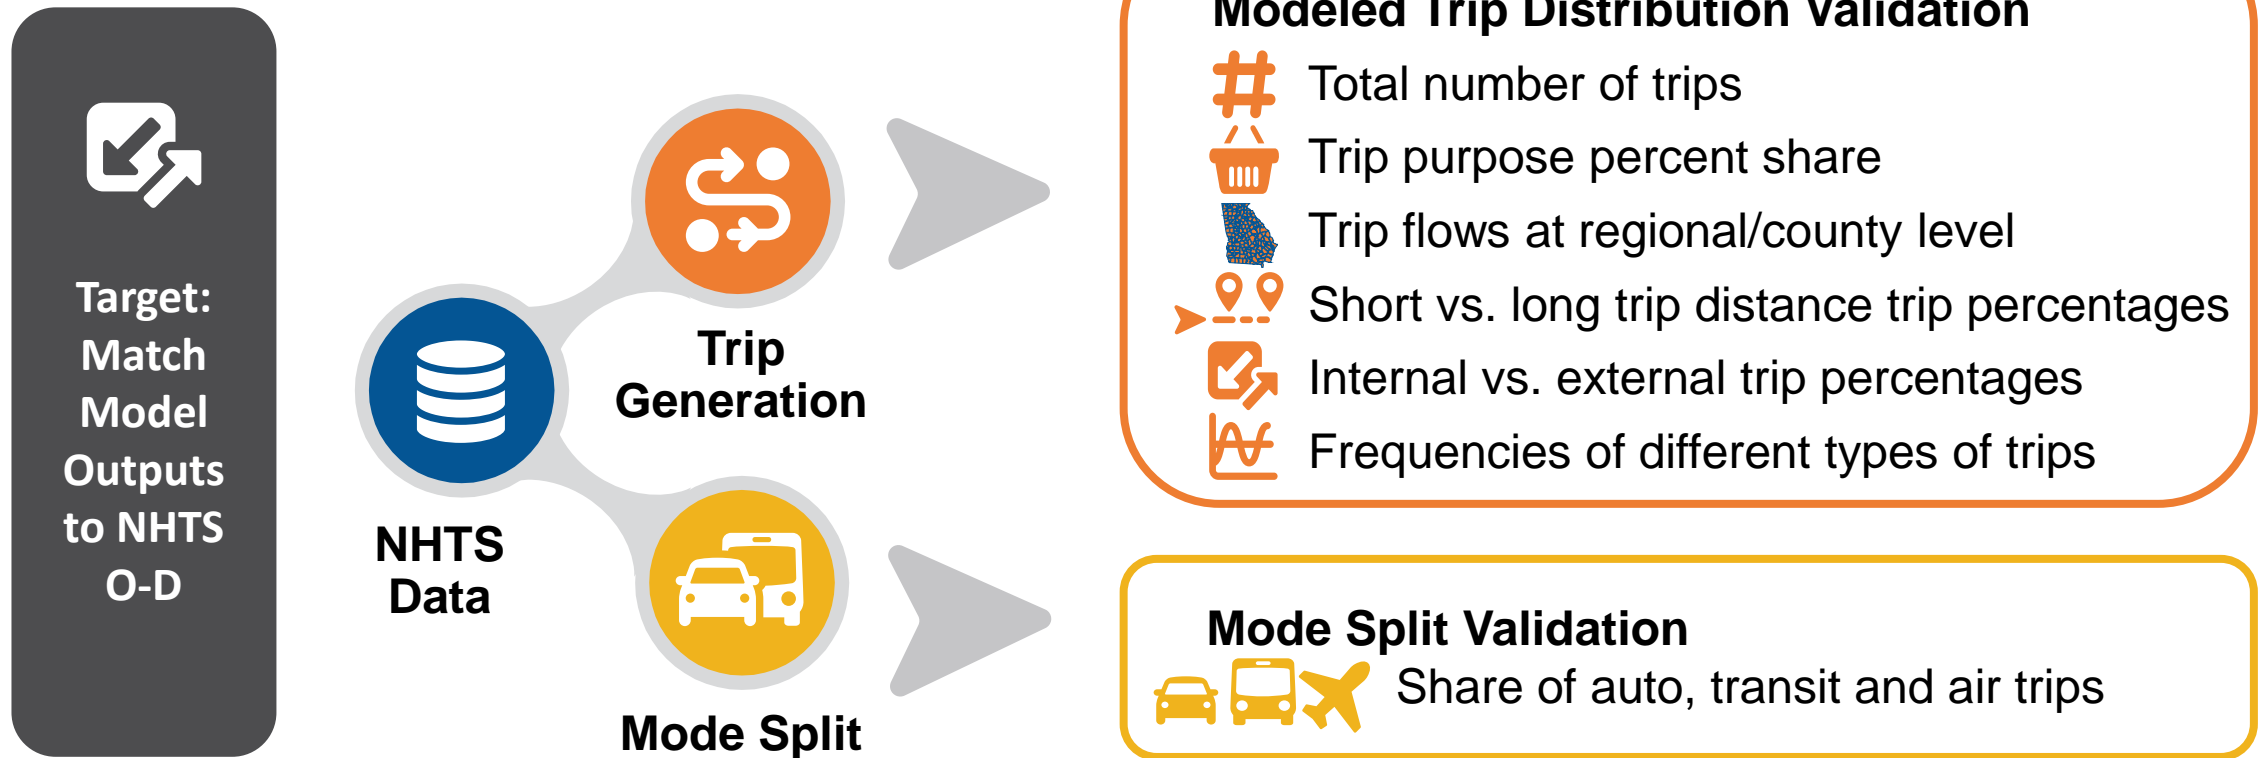 Target:
Match
Model
Outputs
to NHTS
O-D
NHTS
Data
Trip
Generation
Mode Split
Modeled Trip Distribution Validation
Total number of trips
Trip purpose percent share
Trip flows at regional/county level
Short vs. long trip distance trip percentages
Internal vs. external trip percentages
Frequencies of different types of trips
Mode Split Validation
Share of auto, transit and air trips